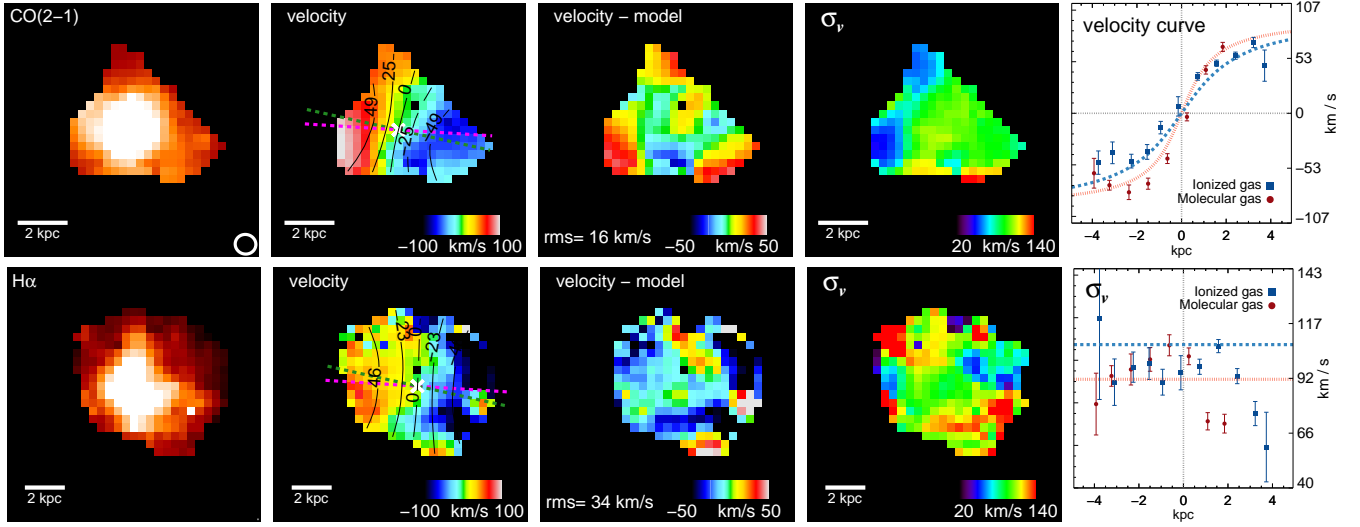 CO(2−1)
2 kpc
velocity
49
25
0
−25
−49
2 kpc
−100 km/s 100
velocity − model
rms= 16 km/s
−50 km/s 50
σv
20 km/s 140
velocity curve
107
53
0
−53
−107
km / s
Ionized gas
Molecular gas
−4 −2 0 2 4
kpc
Hα
2 kpc
velocity
46
23
0
−23
0
2 kpc
−100 km/s 100
velocity − model
rms= 34 km/s
−50 km/s 50
σv
2 kpc
20 km/s 140
σv
Ionized gas
Molecular gas
143
117
92
66
40
km / s
−4 −2 0 2 4
kpc